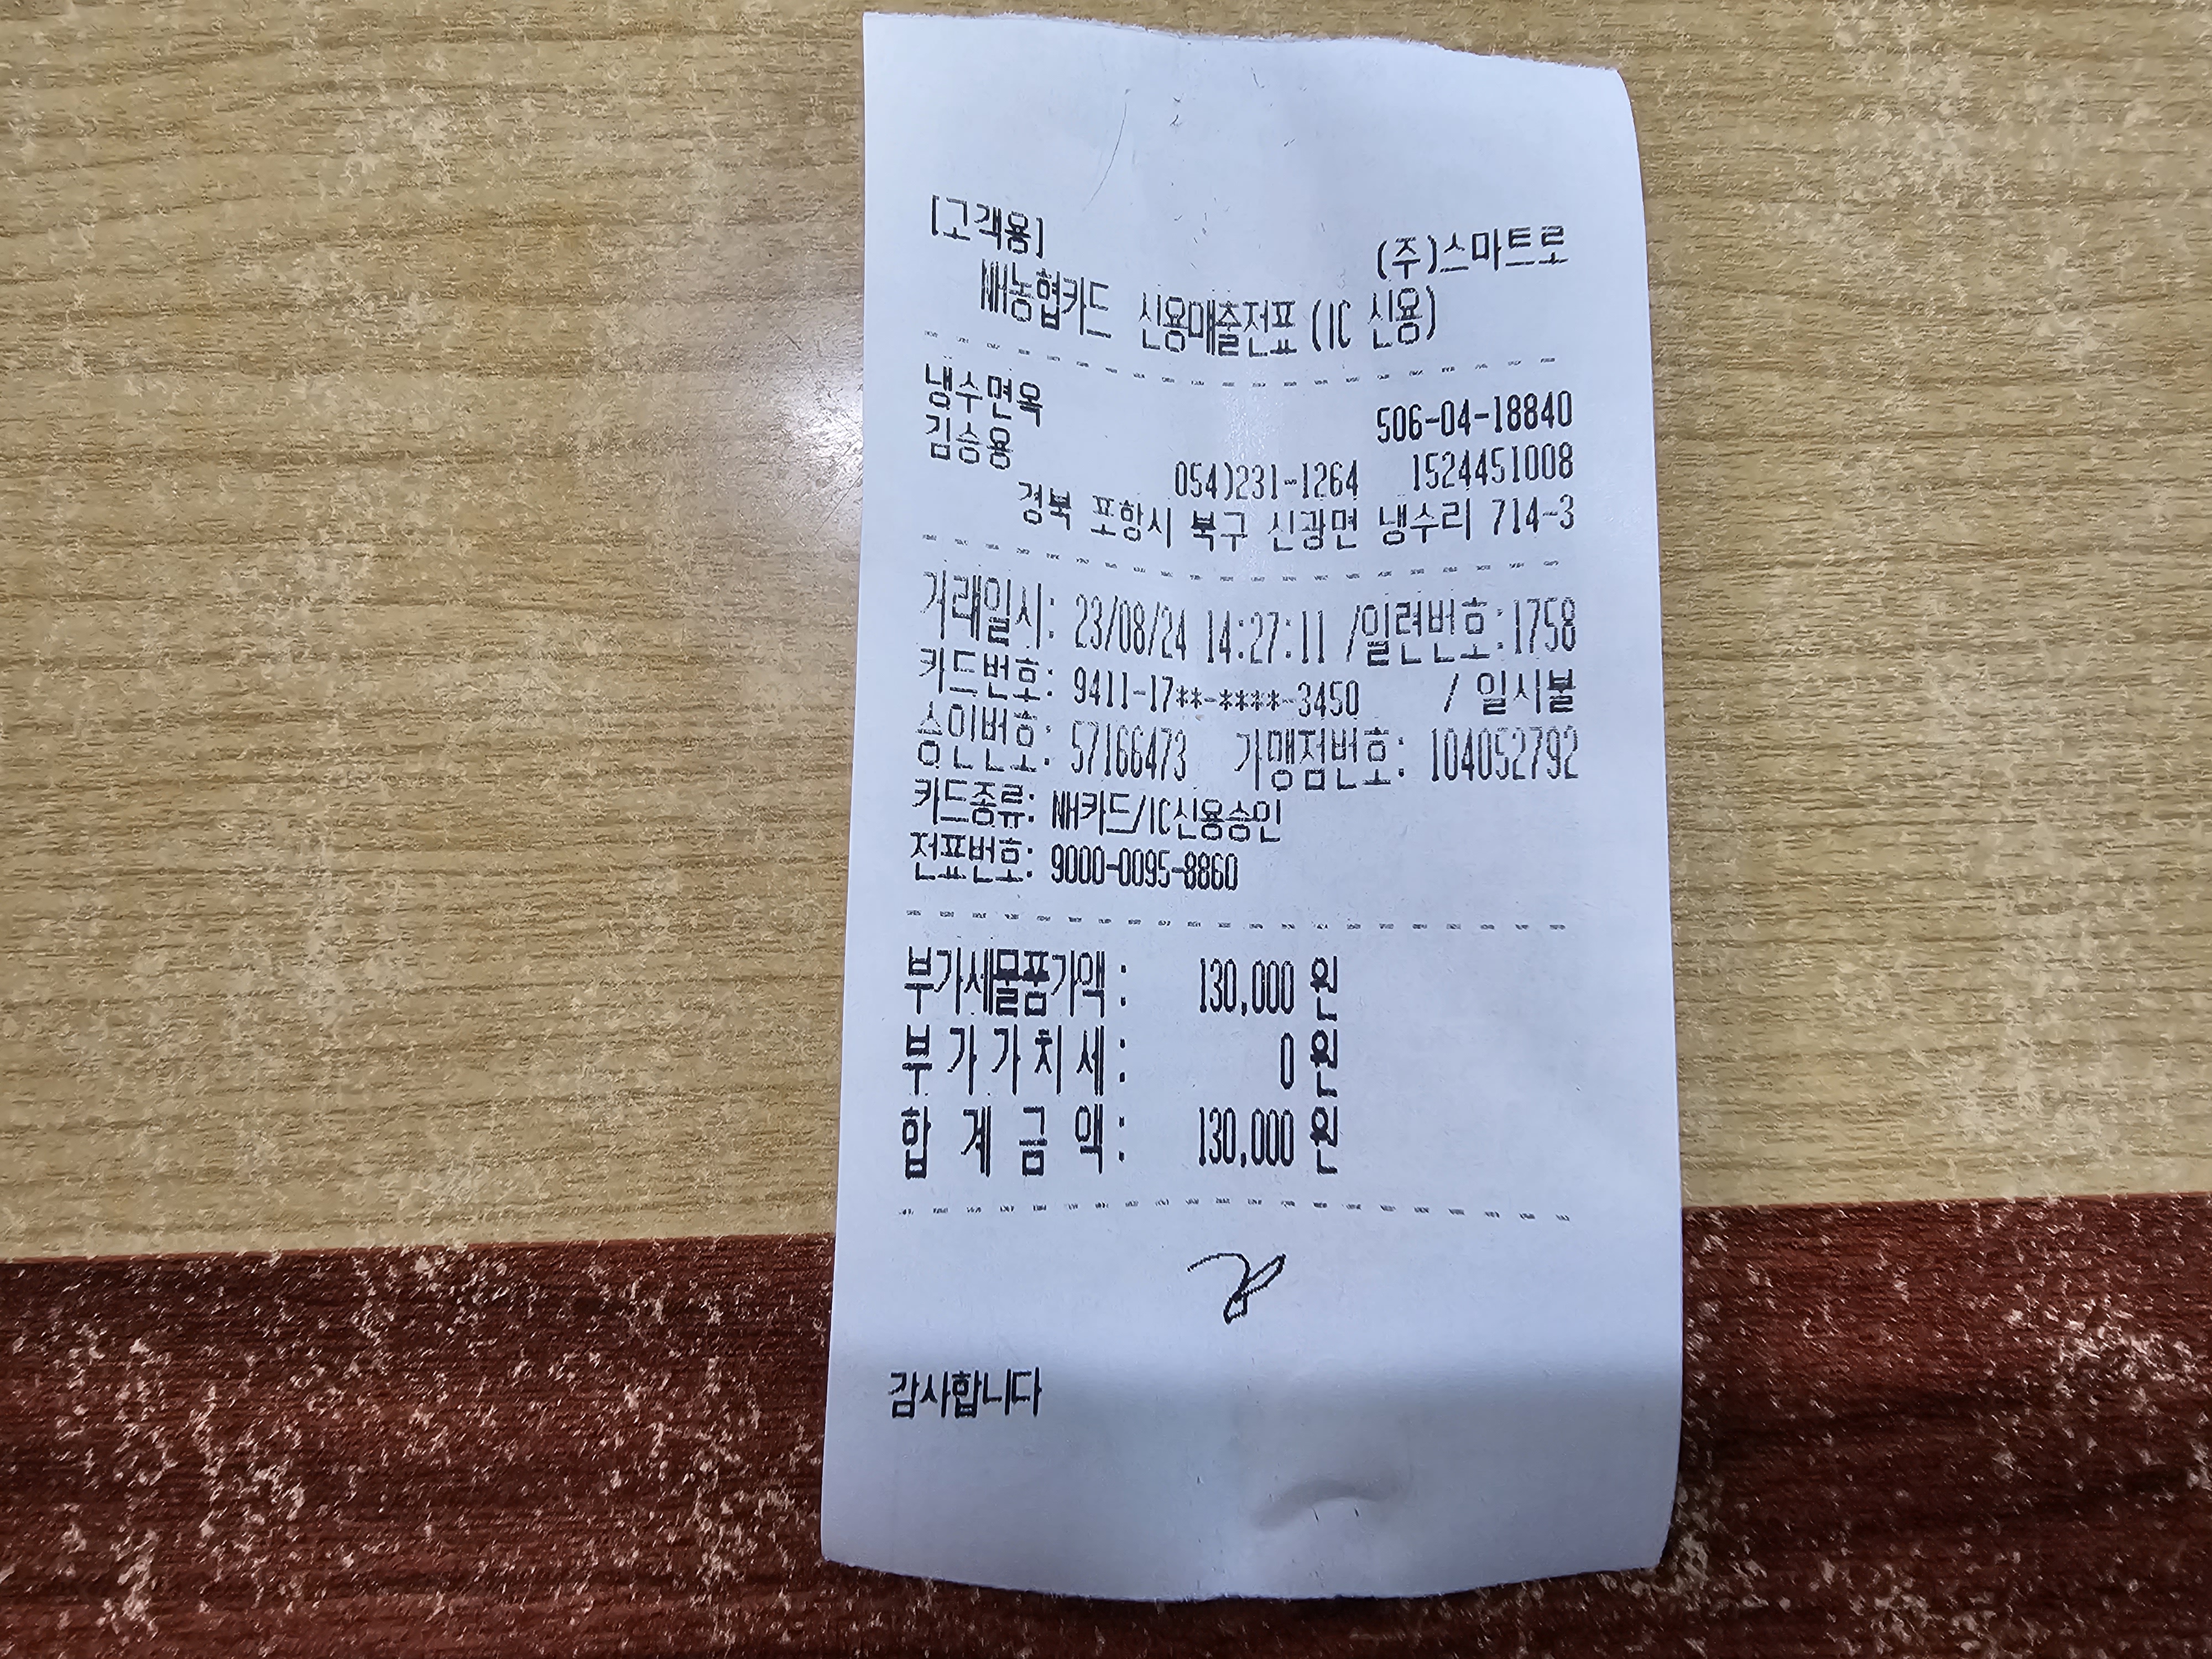 [고객용] (주)스마트로
NH농협카드 신용매출전표(IC 신용)
냉수면옥 506-04-18840
김승용 054)231-1264 1524451008
경북 포항시 북구 신광면 냉수리 714-3
거래일시: 23/08/24 14:27:11 /일련번호:1758
카드번호: 9411-17**-****-3450 / 일시불
승인번호: 57166473 가맹점번호: 104052792
카드종류: NH카드/IC신용승인
전표번호: 9000-0095-8860
부가세물품가액: 130,000 원
부 가 가 치 세: 0 원
합 계 금 액: 130,000 원
감사합니다